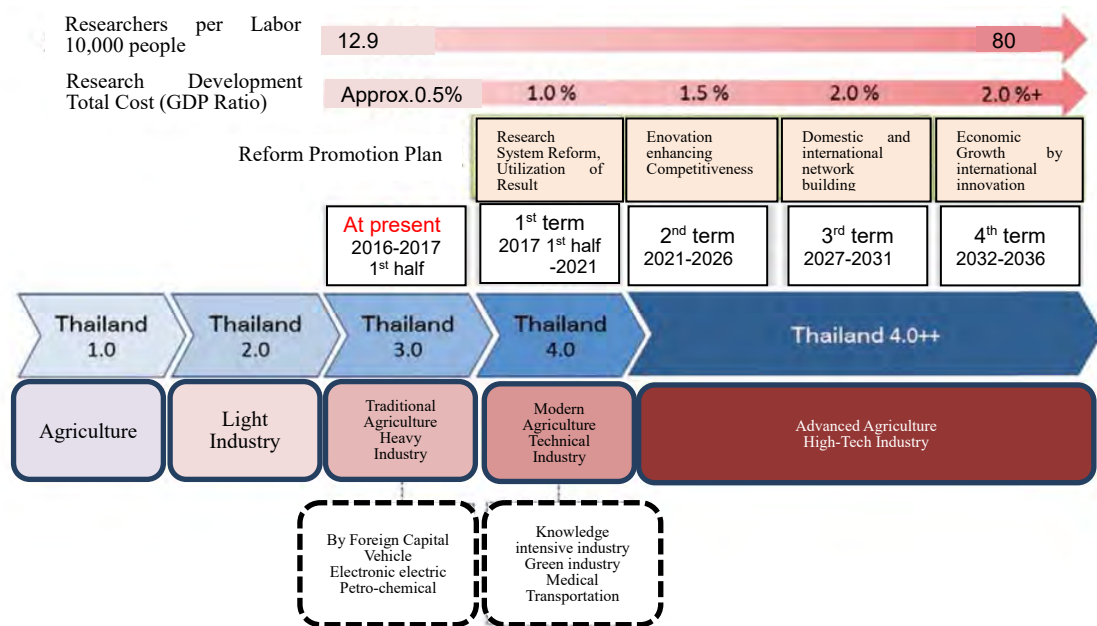 Researchers per Labor
10,000 people
12.9
80
Research Development
Total Cost (GDP Ratio)
Approx.0.5%
1.0 %
1.5 %
2.0 %
2.0 %+
Reform Promotion Plan
Research
System Reform,
Utilization of
Result
Enovation
enhancing
Competitiveness
Domestic and
international
network
building
Economic
Growth by
international
innovation
At present
2016-2017
1st half
1st term
2017 1st half
-2021
2nd term
2021-2026
3rd term
2027-2031
4th term
2032-2036
Thailand
1.0
Thailand
2.0
Thailand
3.0
Thailand
4.0
Thailand 4.0++
Agriculture
Light
Industry
Traditional
Agriculture
Heavy
Industry
Modern
Agriculture
Technical
Industry
Advanced Agriculture
High-Tech Industry
By Foreign Capital
Vehicle
Electronic electric
Petro-chemical
Knowledge
intensive industry
Green industry
Medical
Transportation